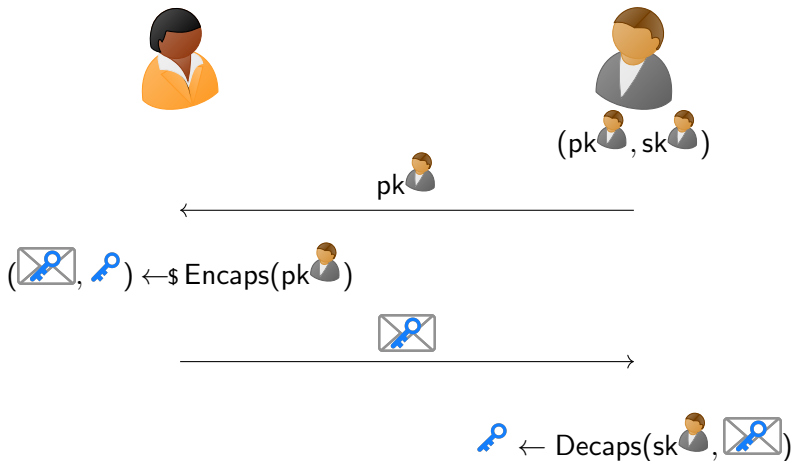 (pk, sk)
pk
( , ) ←$ Encaps(pk )
← Decaps(sk , )